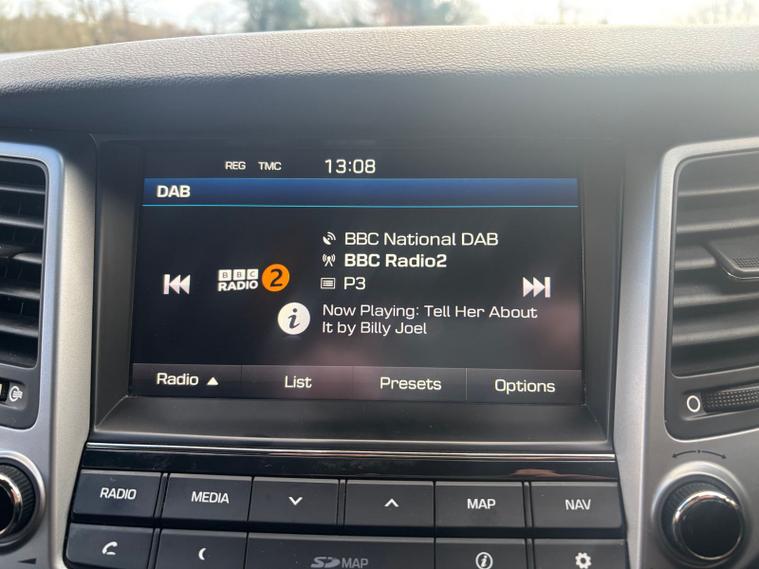 REG TMC 13:08
DAB
BBC National DAB
BBC Radio2
BBC
RADIO 2
P3
Now Playing: Tell Her About
It by Billy Joel
Radio List Presets Options
RADIO MEDIA MAP NAV
SD MAP